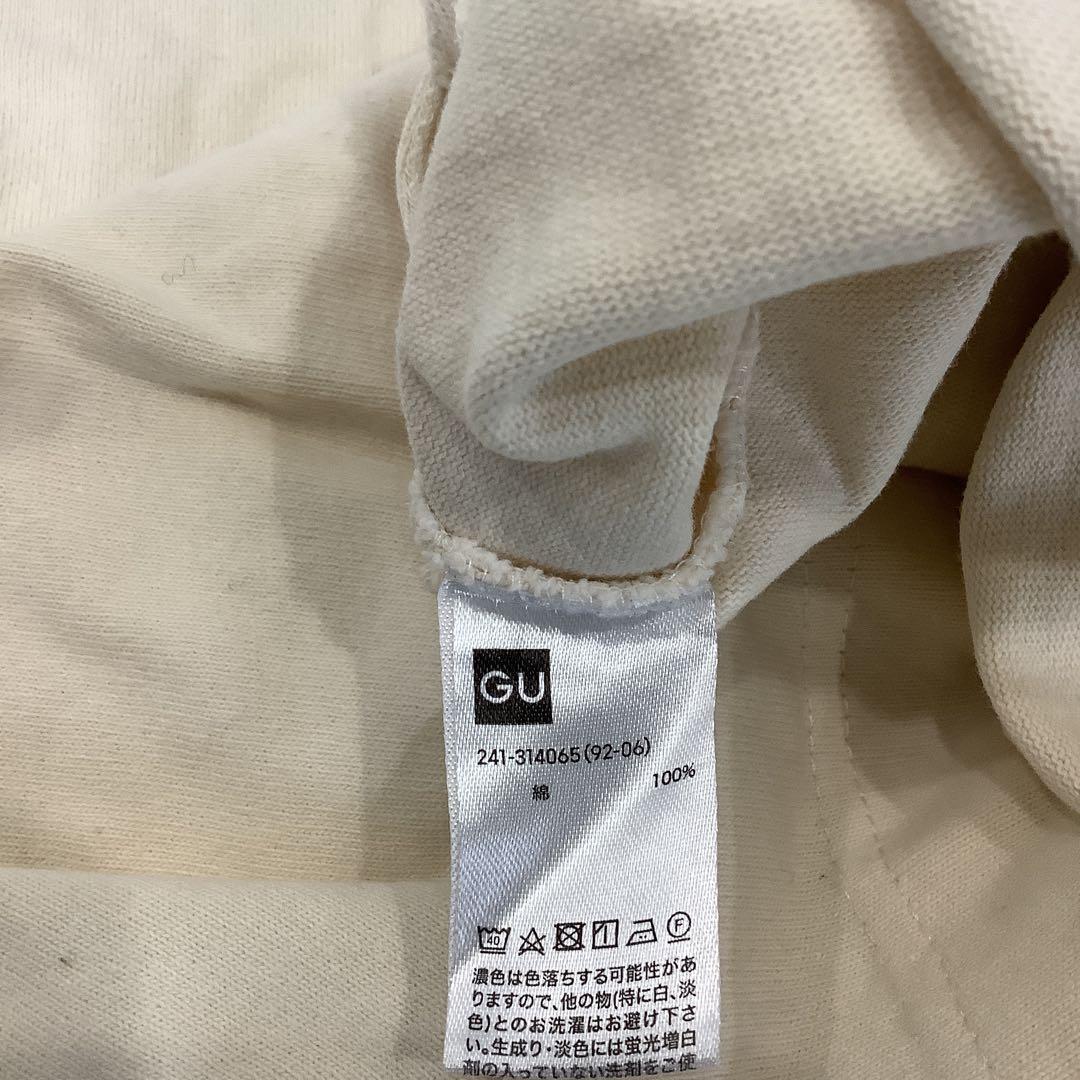 GU
241-314065(92-06)
綿 100%
40 F
濃色は色落ちする可能性があ
りますので、他の物(特に白、淡
色)とのお洗濯はお避け下さ
い。生成り・淡色には蛍光増白
剤の入っていない洗剤をご使